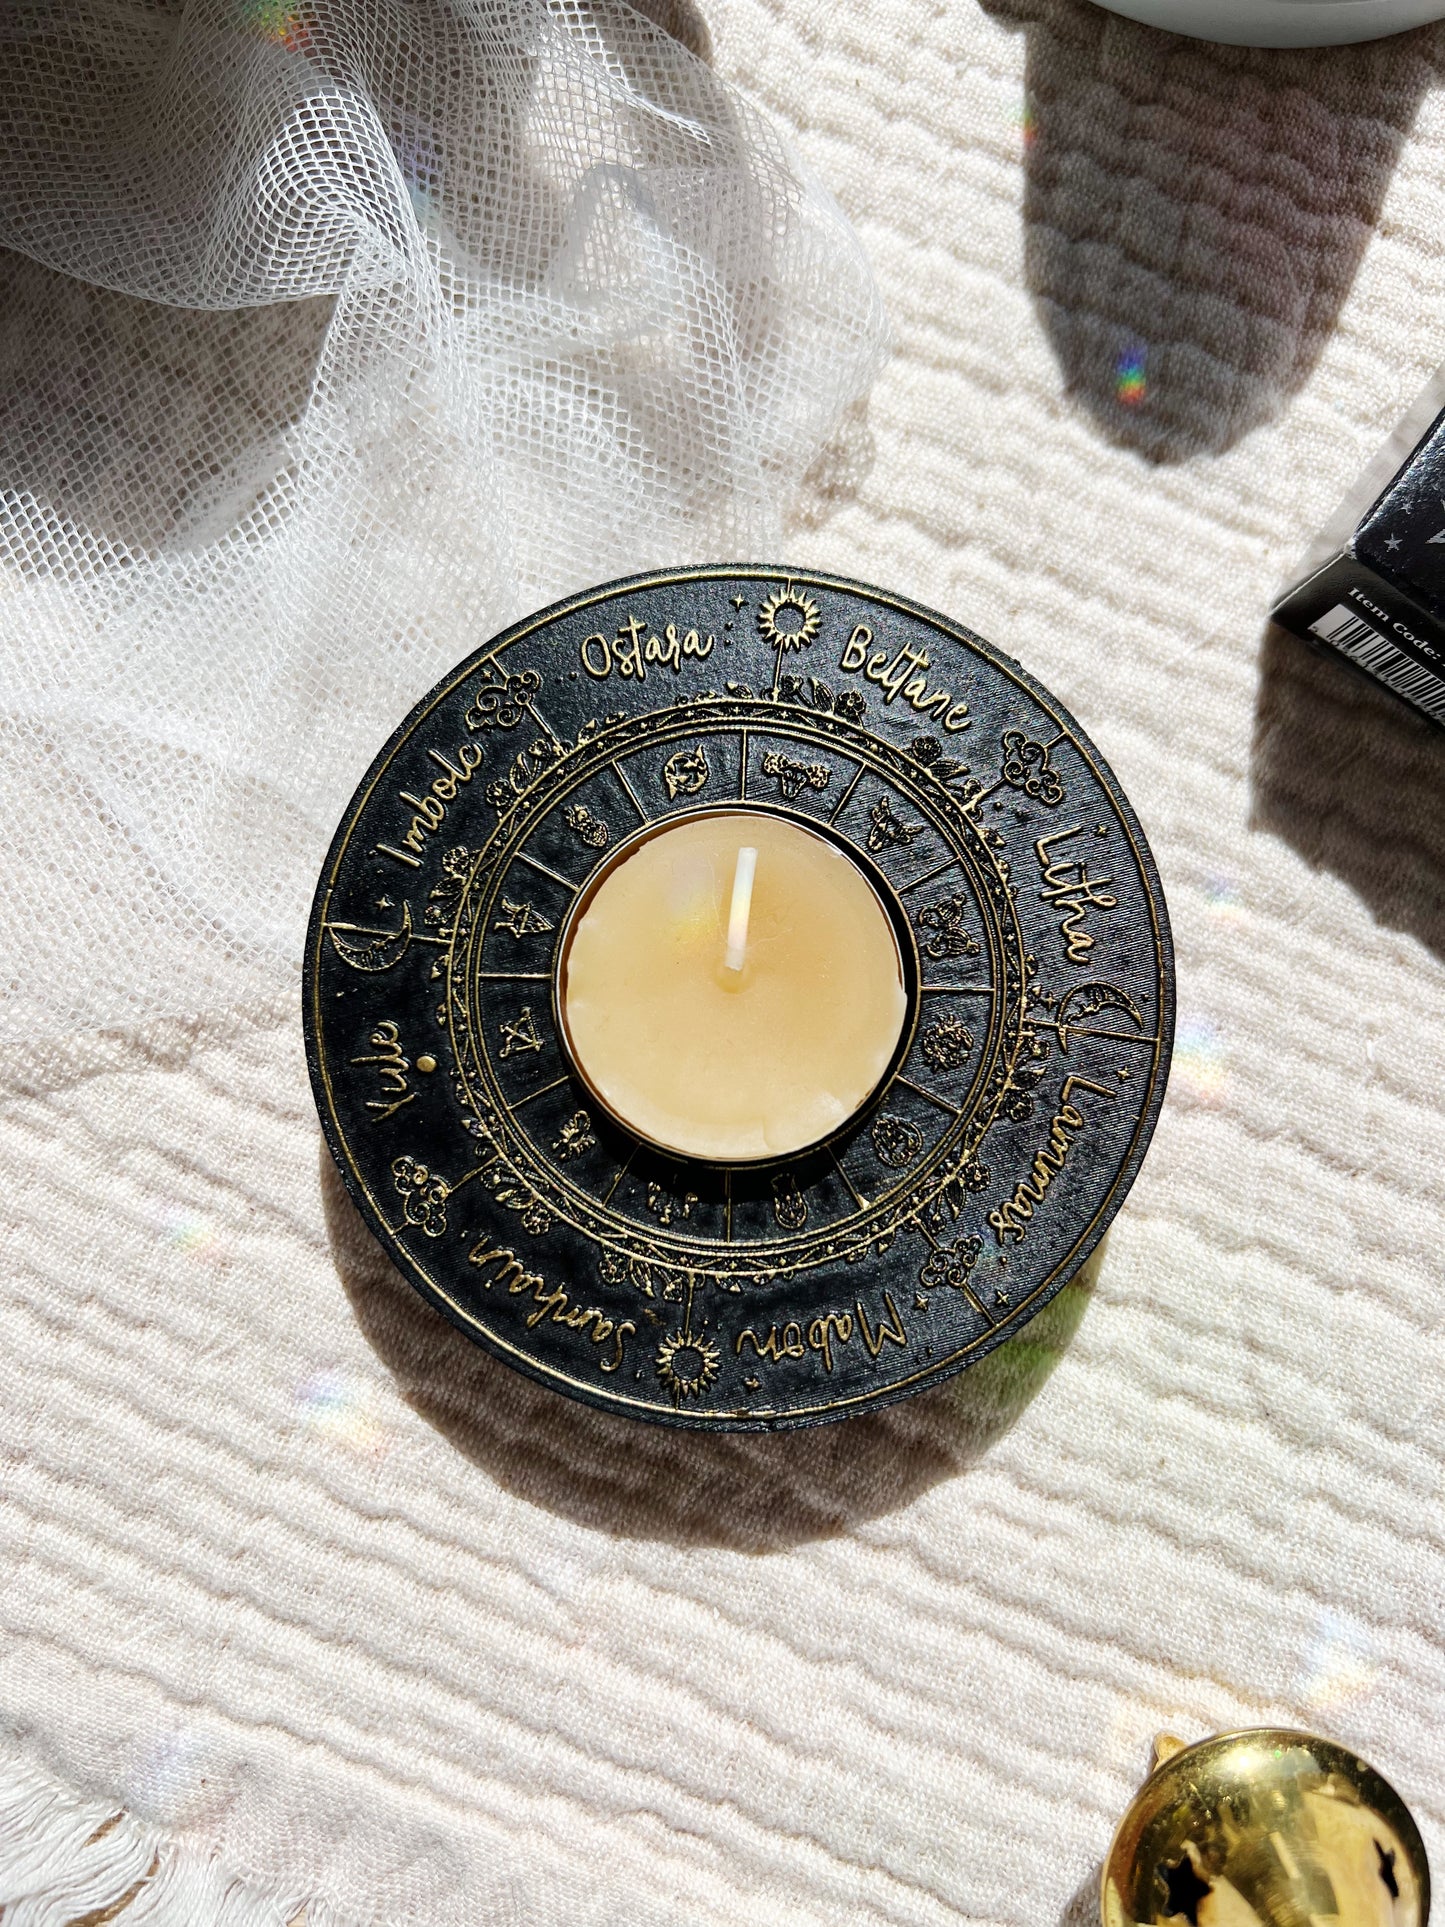 Ostara
Beltane
Litha
Lammas
Mabon
Samhain
Yule
Imbolc
Item Code: